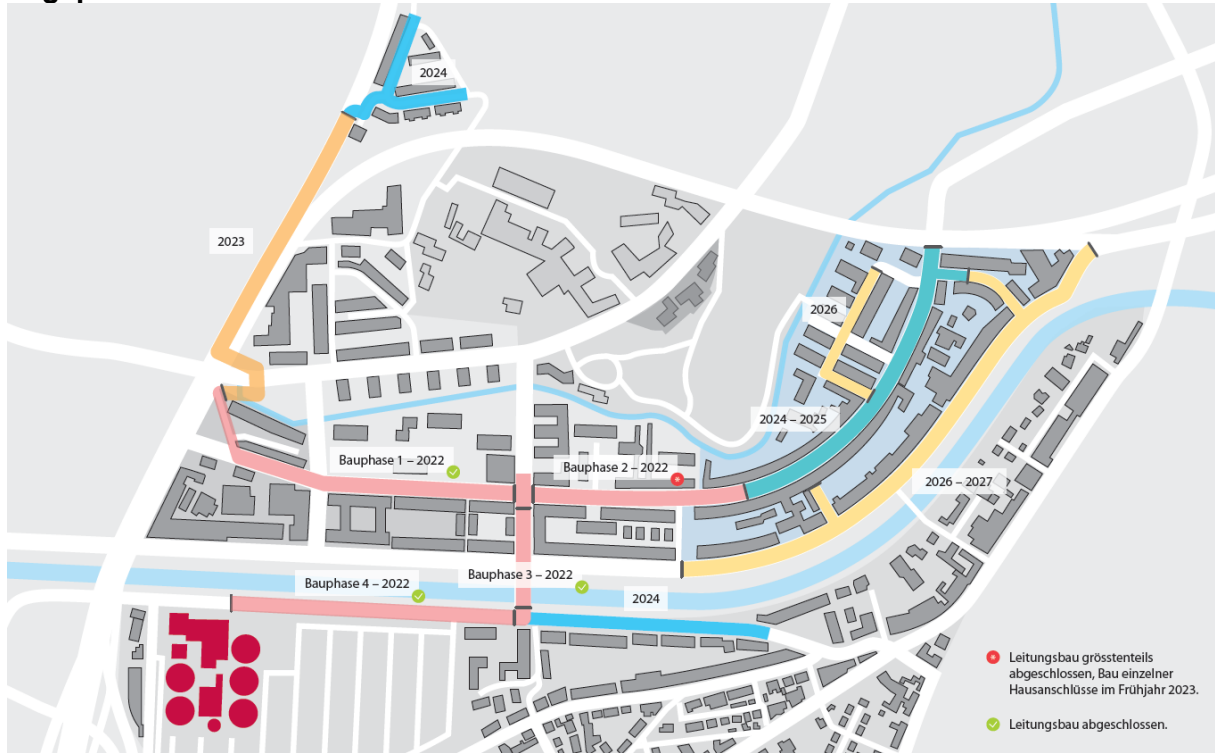 2024
2023
2026
2024 – 2025
Bauphase 1 – 2022
Bauphase 2 – 2022
2026 – 2027
Bauphase 3 – 2022
Bauphase 4 – 2022
2024
Leitungsbau grösstenteils
abgeschlossen, Bau einzelner
Hausanschlüsse im Frühjahr 2023.
Leitungsbau abgeschlossen.